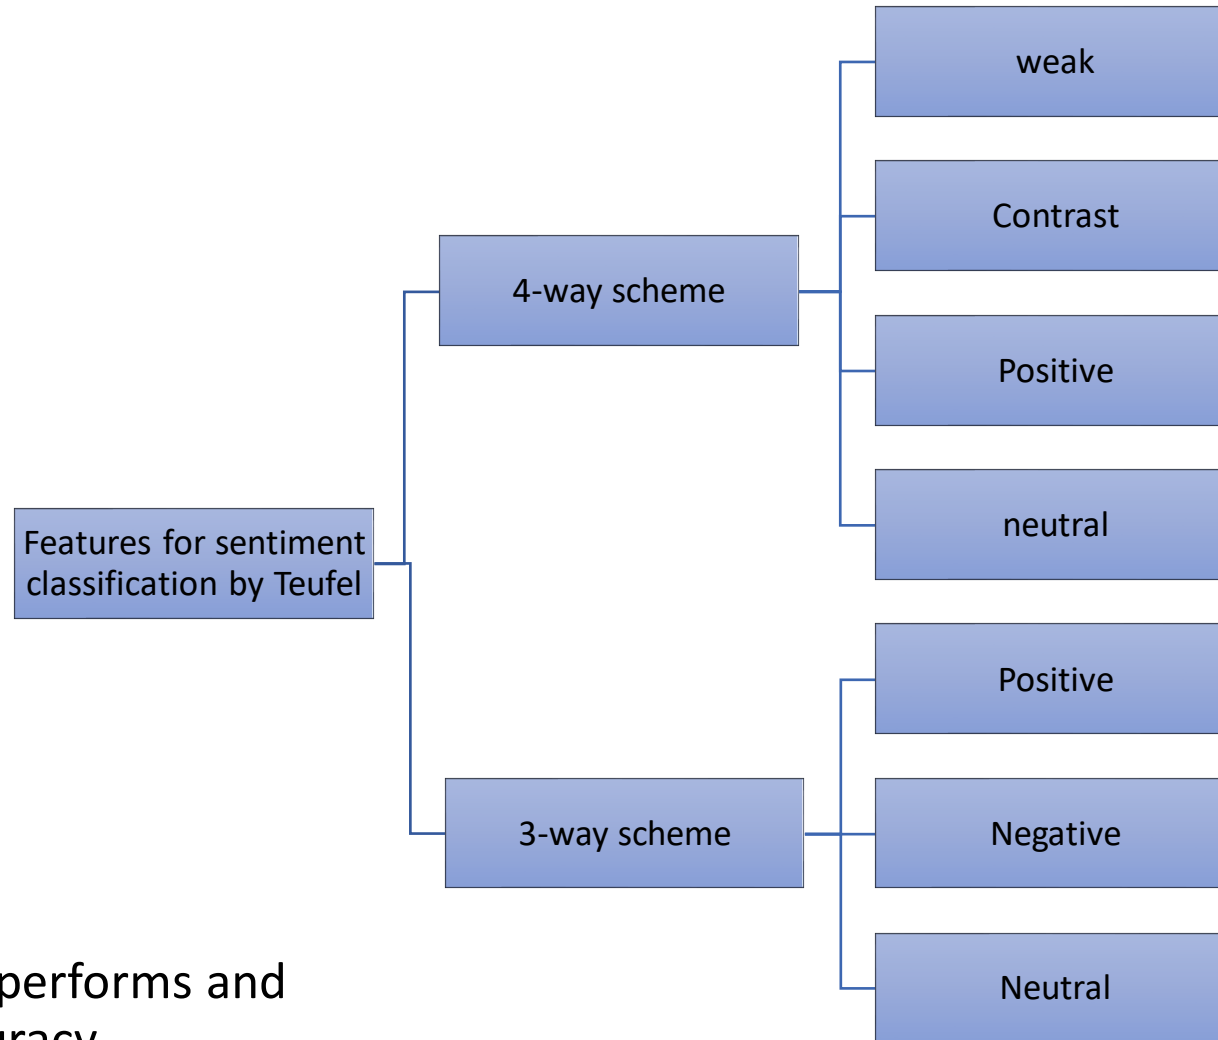 weak
Contrast
4-way scheme
Positive
neutral
Features for sentiment
classification by Teufel
Positive
3-way scheme
Negative
Neutral
performs and